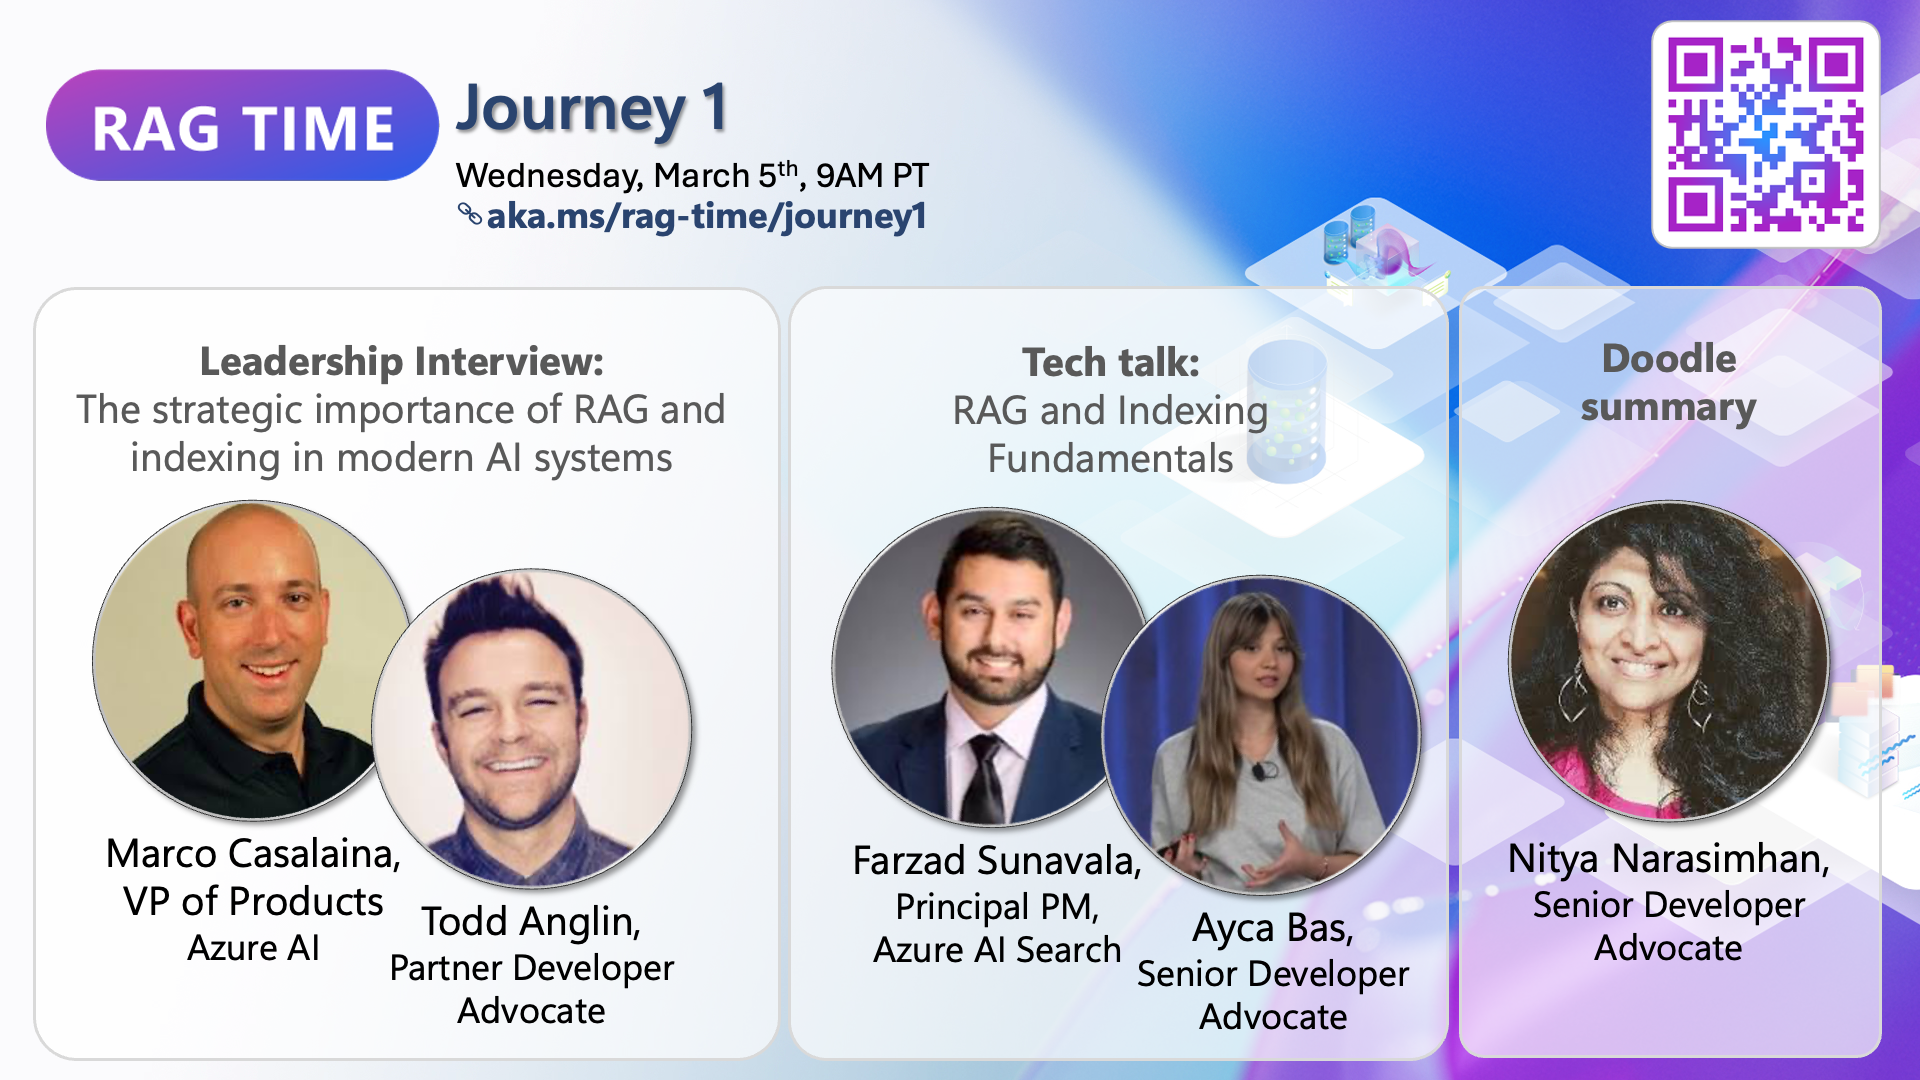 RAG TIME
Journey 1
Wednesday, March 5th, 9AM PT
aka.ms/rag-time/journey1
Leadership Interview:
The strategic importance of RAG and
indexing in modern AI systems
Marco Casalaina,
VP of Products
Azure AI
Todd Anglin,
Partner Developer
Advocate
Tech talk:
RAG and Indexing
Fundamentals
Farzad Sunavala,
Principal PM,
Azure AI Search
Ayca Bas,
Senior Developer
Advocate
Doodle
summary
Nitya Narasimhan,
Senior Developer
Advocate